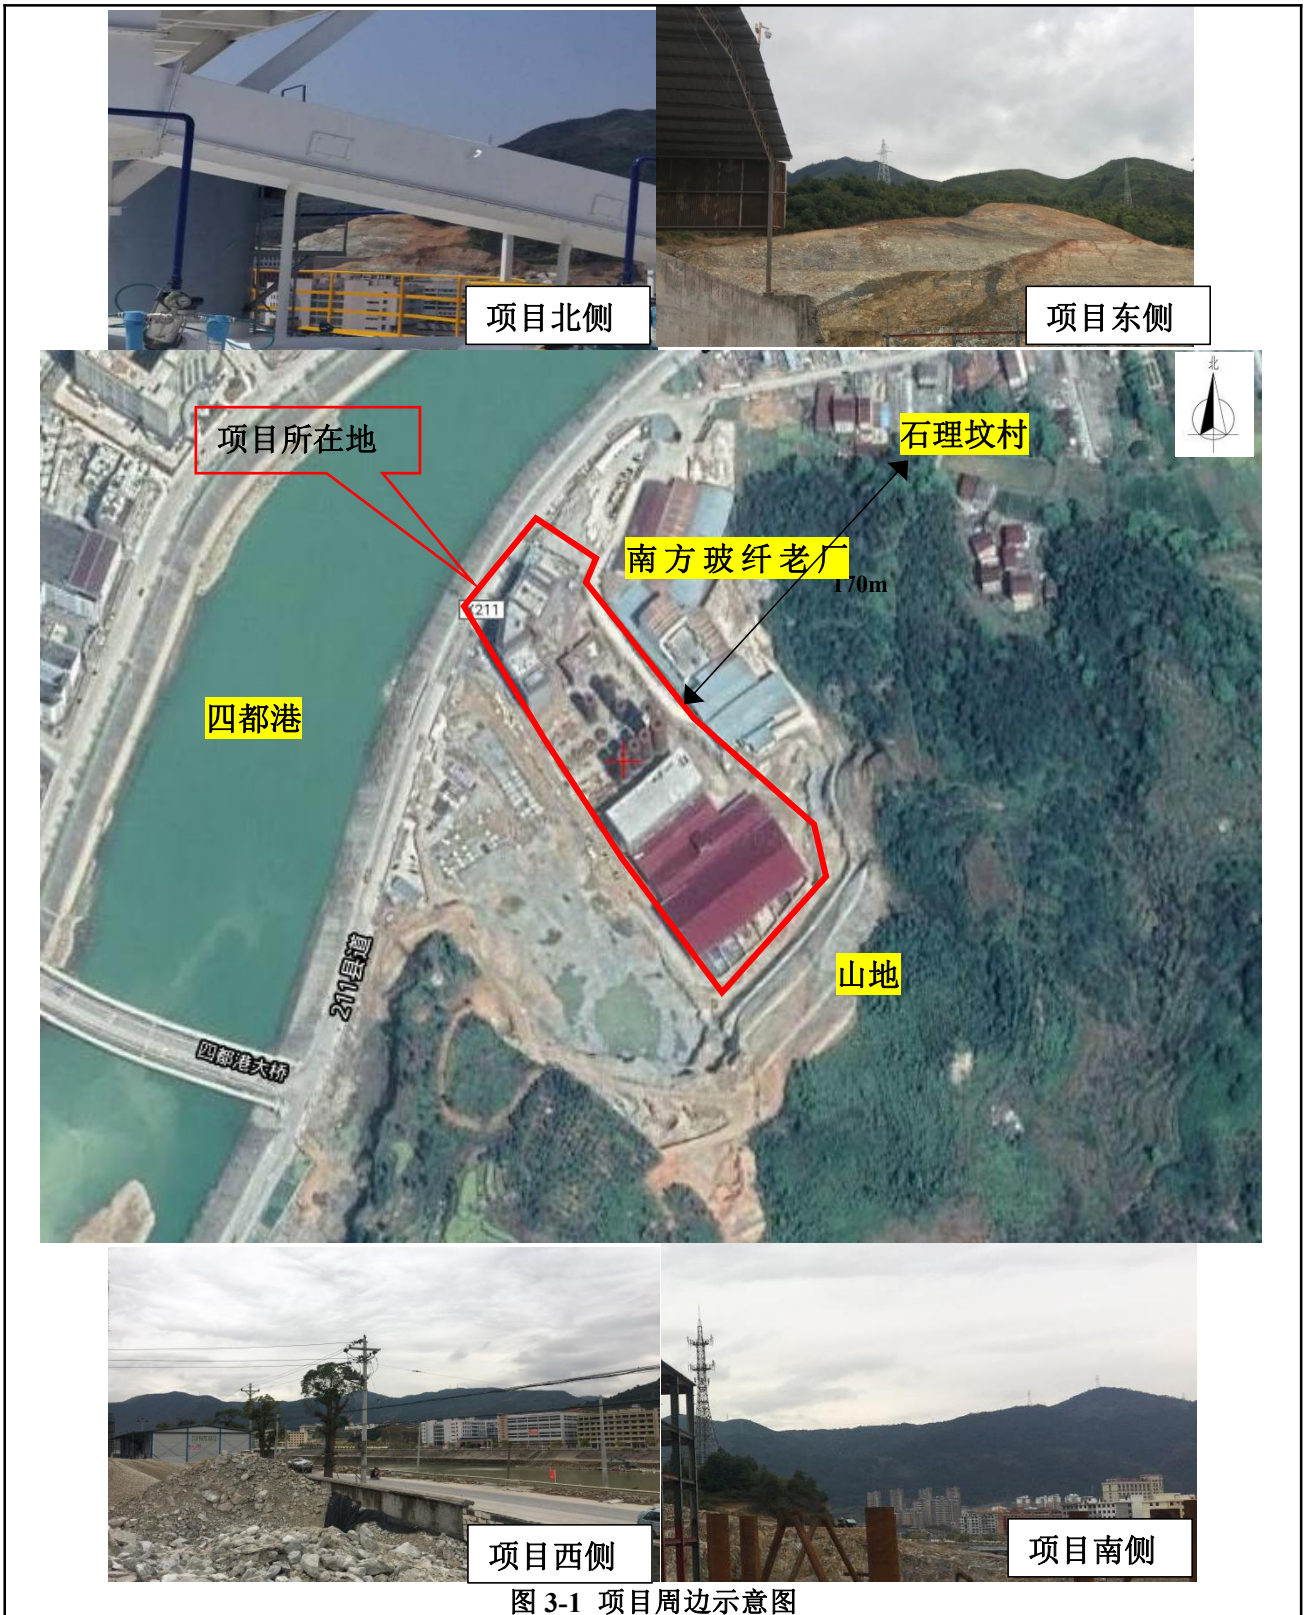 项目北侧
项目东侧
北
项目所在地
石理坟村
南方玻纤老厂
170m
211
四都港
211县道
山地
四都港大桥
项目西侧
项目南侧
图 3-1 项目周边示意图